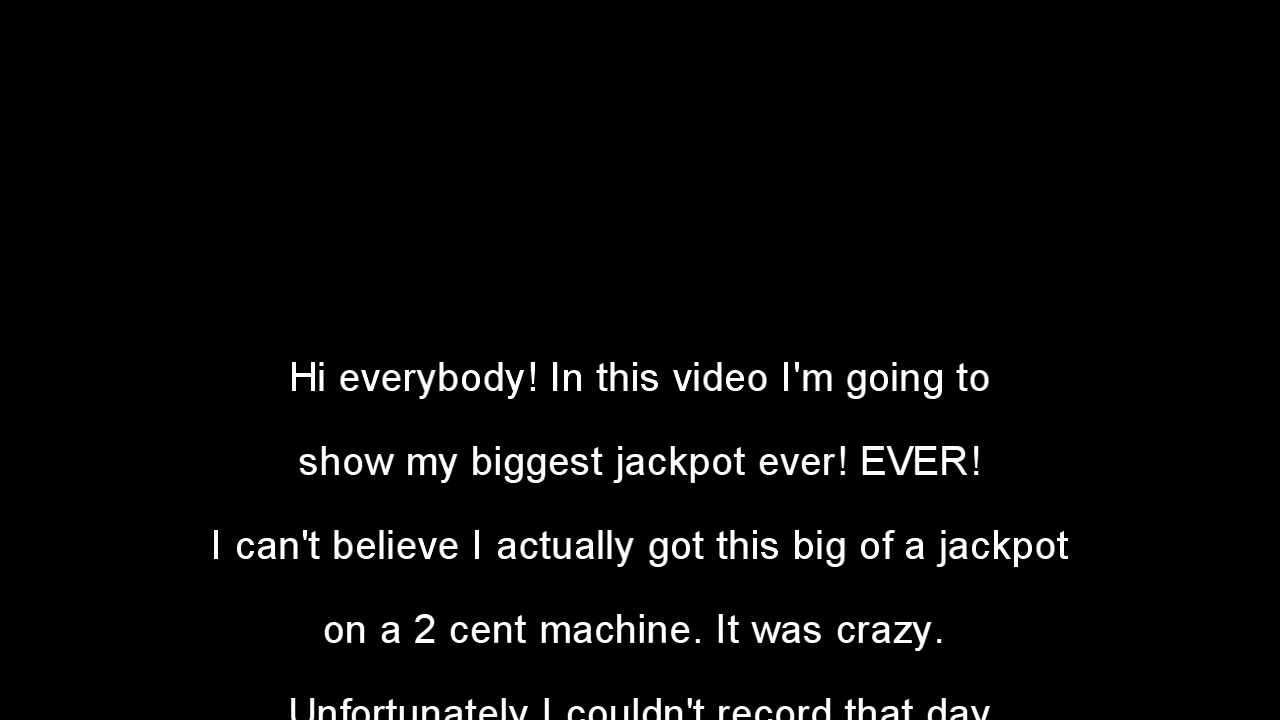 Hi everybody! In this video I'm going to
show my biggest jackpot ever! EVER!
I can't believe I actually got this big of a jackpot
on a 2 cent machine. It was crazy.
Unfortunately I couldn't record that day